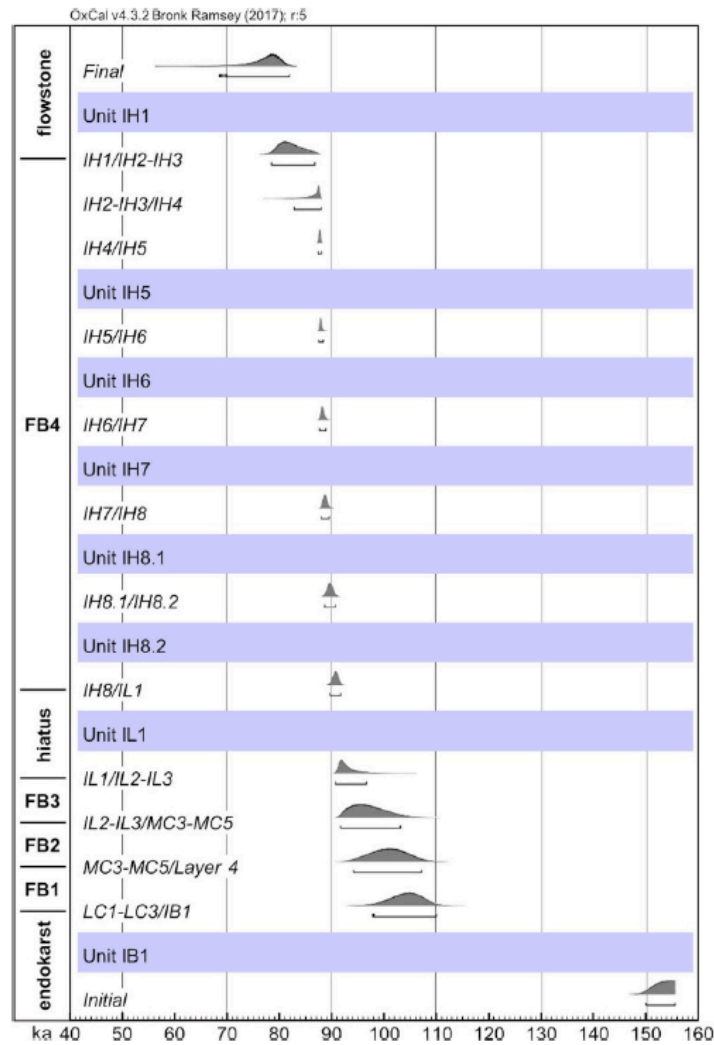 OxCal v4.3.2 Bronk Ramsey (2017); r:5
flowstone
Final
Unit IH1
IH1/IH2-IH3
IH2-IH3/IH4
IH4/IH5
Unit IH5
IH5/IH6
Unit IH6
FB4
IH6/IH7
Unit IH7
IH7/IH8
Unit IH8.1
IH8.1/IH8.2
Unit IH8.2
IH8/IL1
hiatus
Unit IL1
IL1/IL2-IL3
FB3
IL2-IL3/MC3-MC5
FB2
MC3-MC5/Layer 4
FB1
LC1-LC3/IB1
endokarst
Unit IB1
Initial
ka 40 50 60 70 80 90 100 110 120 130 140 150 160